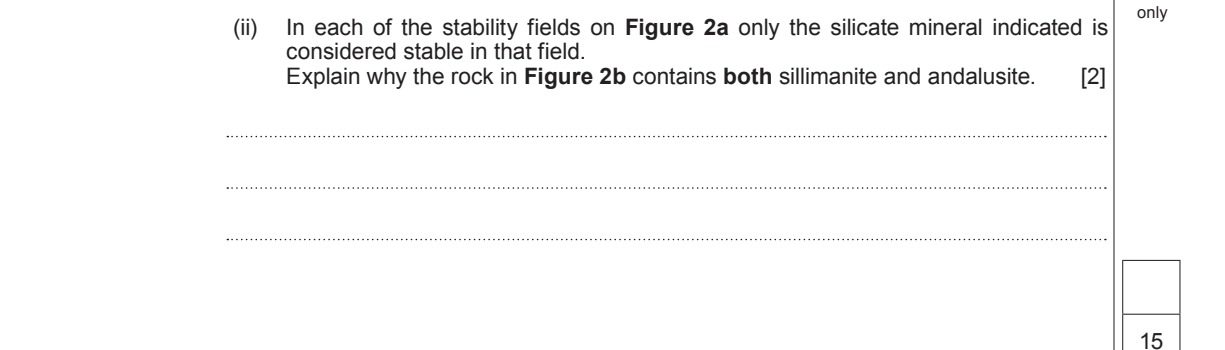 only
(ii) In each of the stability fields on Figure 2a only the silicate mineral indicated is
considered stable in that field.
Explain why the rock in Figure 2b contains both sillimanite and andalusite. [2]
15